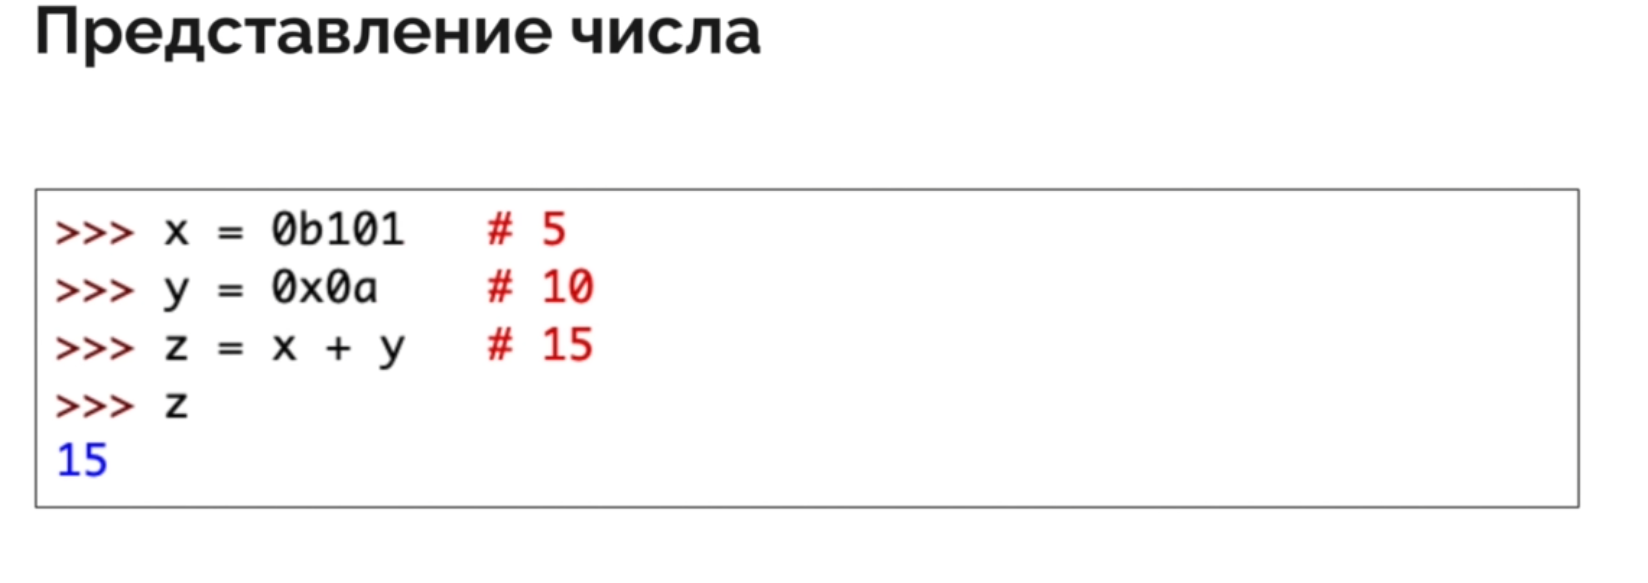 Представление числа
>>> x = 0b101 # 5
>>> y = 0x0a # 10
>>> z = x + y # 15
>>> z
15